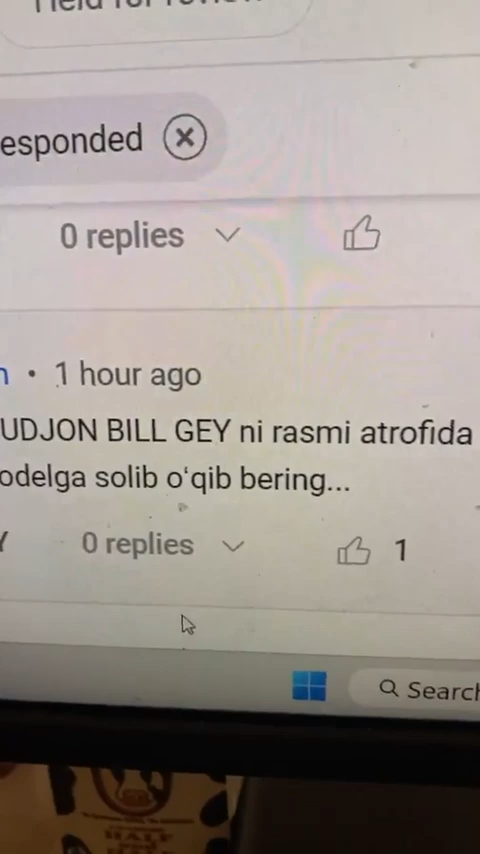 esponded
0 replies
• 1 hour ago
UDJON BILL GEY ni rasmi atrofida
odelga solib o‘qib bering...
0 replies 1
Search
HALF